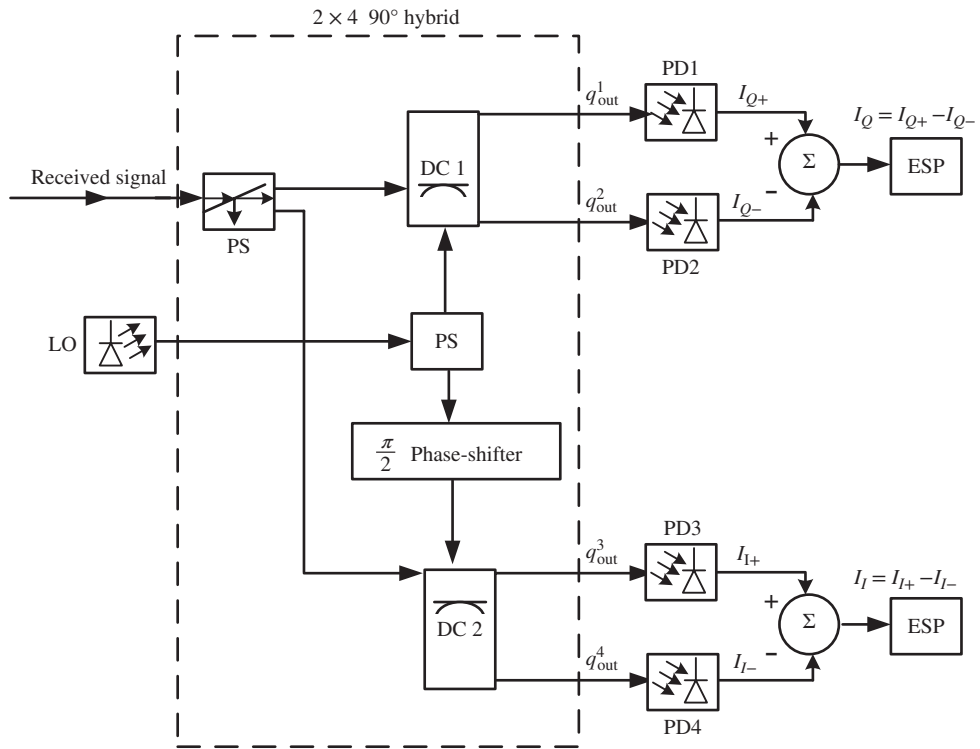 2 × 4 90° hybrid
PD1
q¹out
I_Q+
I_Q = I_Q+ − I_Q−
+
Σ
ESP
Received signal
DC 1
−
q²out
I_Q−
PS
PD2
LO
PS
π/2 Phase-shifter
PD3
q³out
I_I+
I_I = I_I+ − I_I−
+
Σ
ESP
DC 2
−
q⁴out
I_I−
PD4